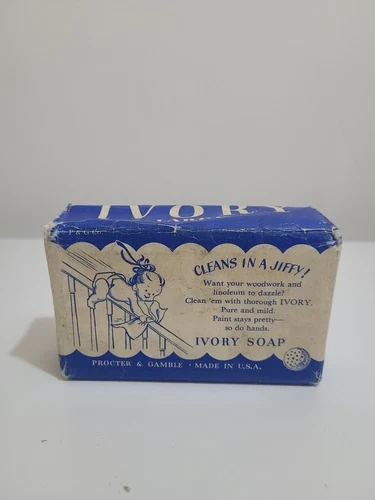 IVORY
P & G Co.
CLEANS IN A JIFFY!
Want your woodwork and
linoleum to dazzle?
Clean 'em with thorough IVORY.
Pure and mild.
Paint stays pretty—
so do hands.
IVORY SOAP
PROCTER & GAMBLE · MADE IN U.S.A.